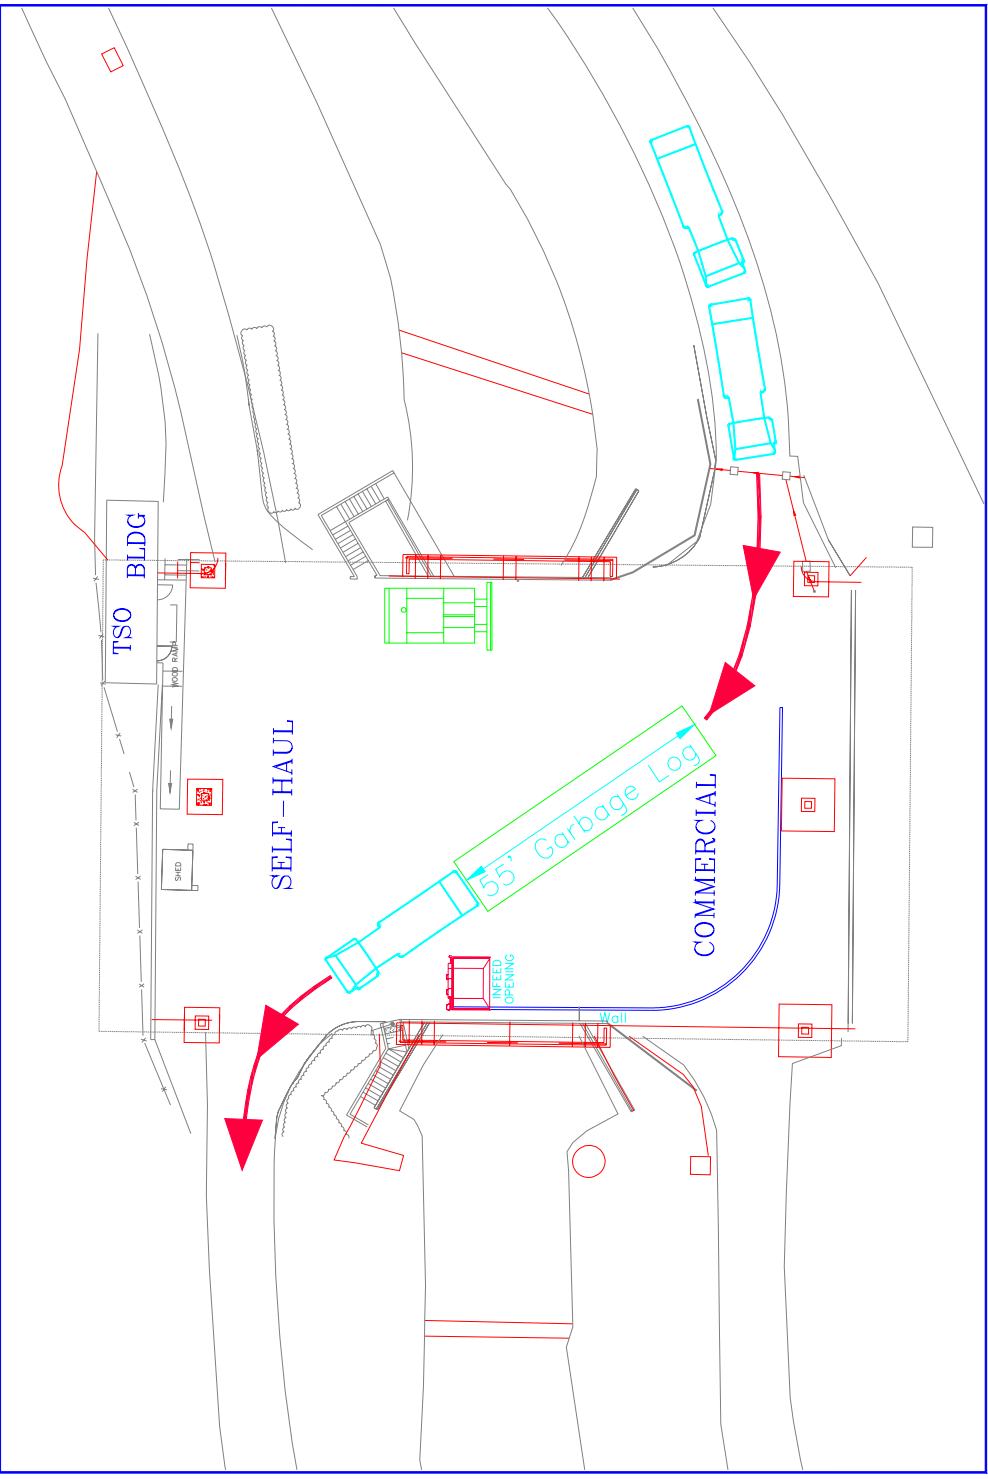 TSO BLDG
WOOD RAMP
SELF-HAUL
SHED
55' Garbage Log
COMMERCIAL
INFEED
OPENING
Wall